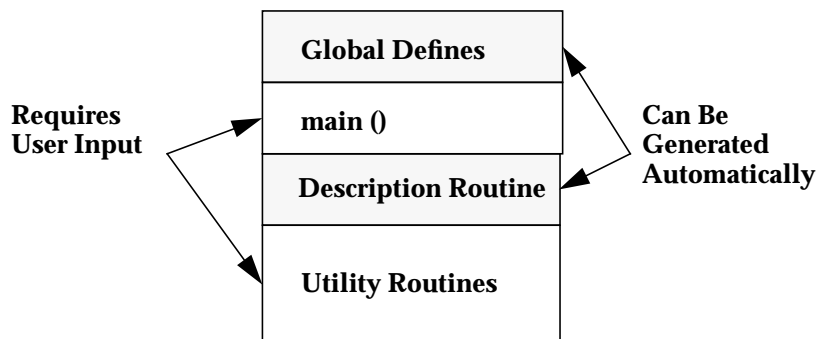 Global Defines
Requires
User Input
main ()
Can Be
Generated
Automatically
Description Routine
Utility Routines